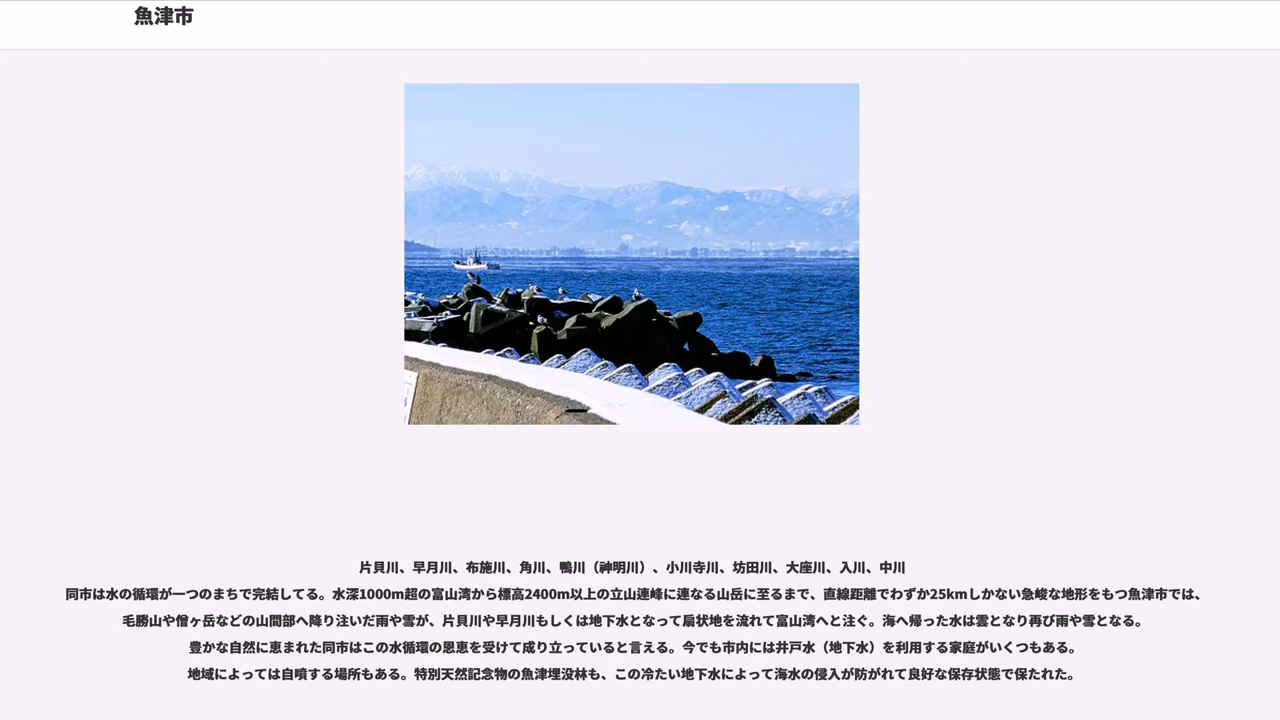 魚津市
片貝川、早月川、布施川、角川、鴨川（神明川）、小川寺川、坊田川、大座川、入川、中川
同市は水の循環が一つのまちで完結してる。水深1000m超の富山湾から標高2400m以上の立山連峰に連なる山岳に至るまで、直線距離でわずか25kmしかない急峻な地形をもつ魚津市では、
毛勝山や僧ヶ岳などの山間部へ降り注いだ雨や雪が、片貝川や早月川もしくは地下水となって扇状地を流れて富山湾へと注ぐ。海へ帰った水は雲となり再び雨や雪となる。
豊かな自然に恵まれた同市はこの水循環の恩恵を受けて成り立っていると言える。今でも市内には井戸水（地下水）を利用する家庭がいくつもある。
地域によっては自噴する場所もある。特別天然記念物の魚津埋没林も、この冷たい地下水によって海水の侵入が防がれて良好な保存状態で保たれた。